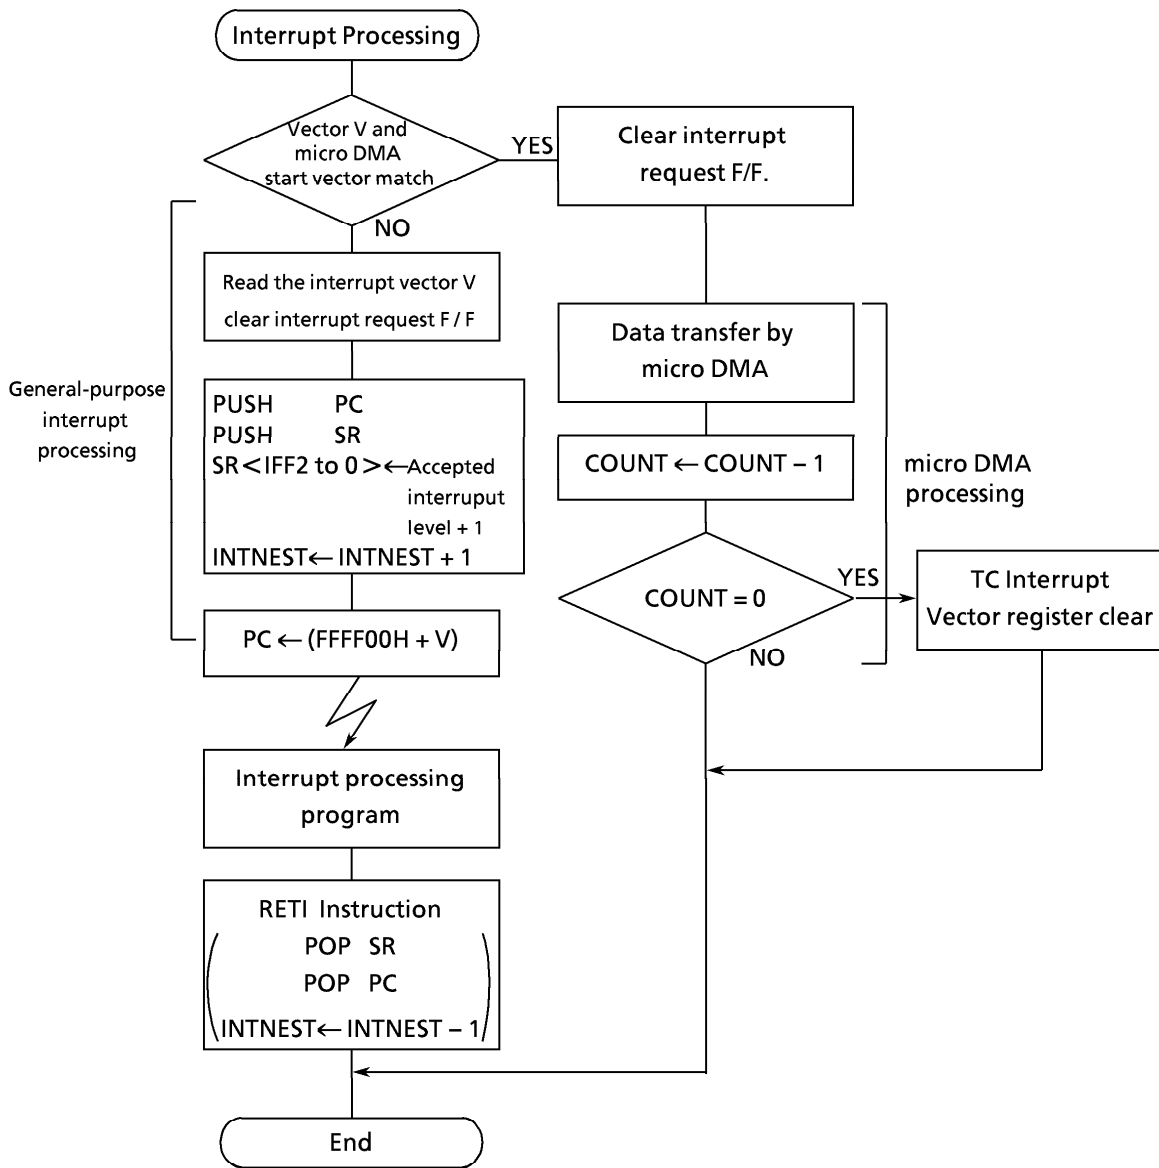 Interrupt Processing
Vector V and
micro DMA
start vector match
YES
Clear interrupt
request F/F.
NO
Read the interrupt vector V
clear interrupt request F / F
General-purpose
interrupt
processing
PUSH PC
PUSH SR
SR<IFF2 to 0>←Accepted
interruput
level + 1
INTNEST← INTNEST + 1
PC ← (FFFF00H + V)
Interrupt processing
program
RETI Instruction
POP SR
POP PC
INTNEST← INTNEST – 1
Data transfer by
micro DMA
COUNT ← COUNT – 1
micro DMA
processing
COUNT = 0
YES
NO
TC Interrupt
Vector register clear
End